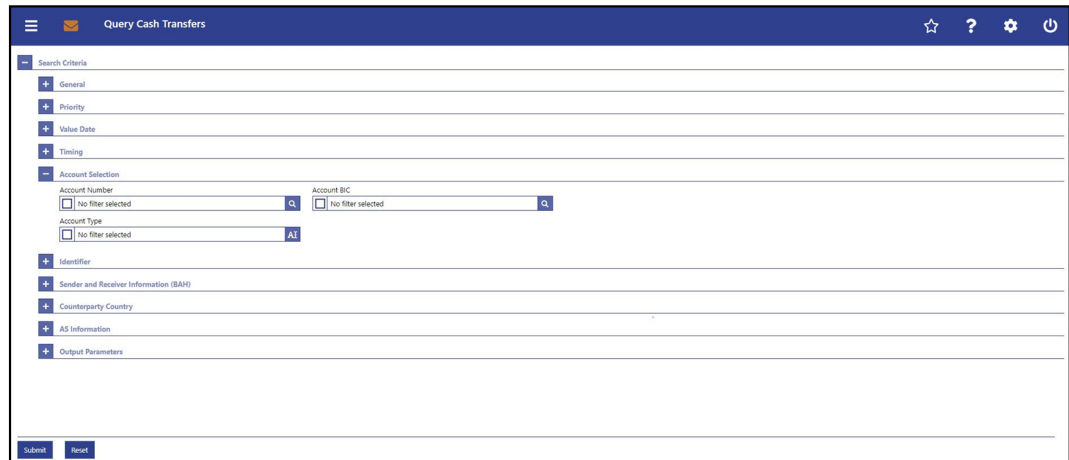 Query Cash Transfers
Search Criteria
General
Priority
Value Date
Timing
Account Selection
Account Number Account BIC
No filter selected No filter selected
Account Type
No filter selected
Identifier
Sender and Receiver Information (BAH)
Counterparty Country
AS Information
Output Parameters
Submit Reset